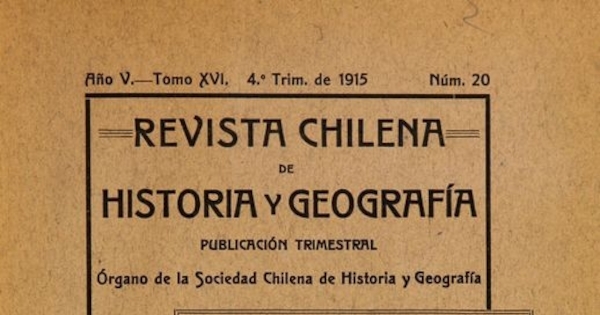 Año V.—Tomo XVI. 4.º Trim. de 1915 Núm. 20
REVISTA CHILENA
DE
HISTORIA Y GEOGRAFÍA
PUBLICACIÓN TRIMESTRAL
Órgano de la Sociedad Chilena de Historia y Geografía